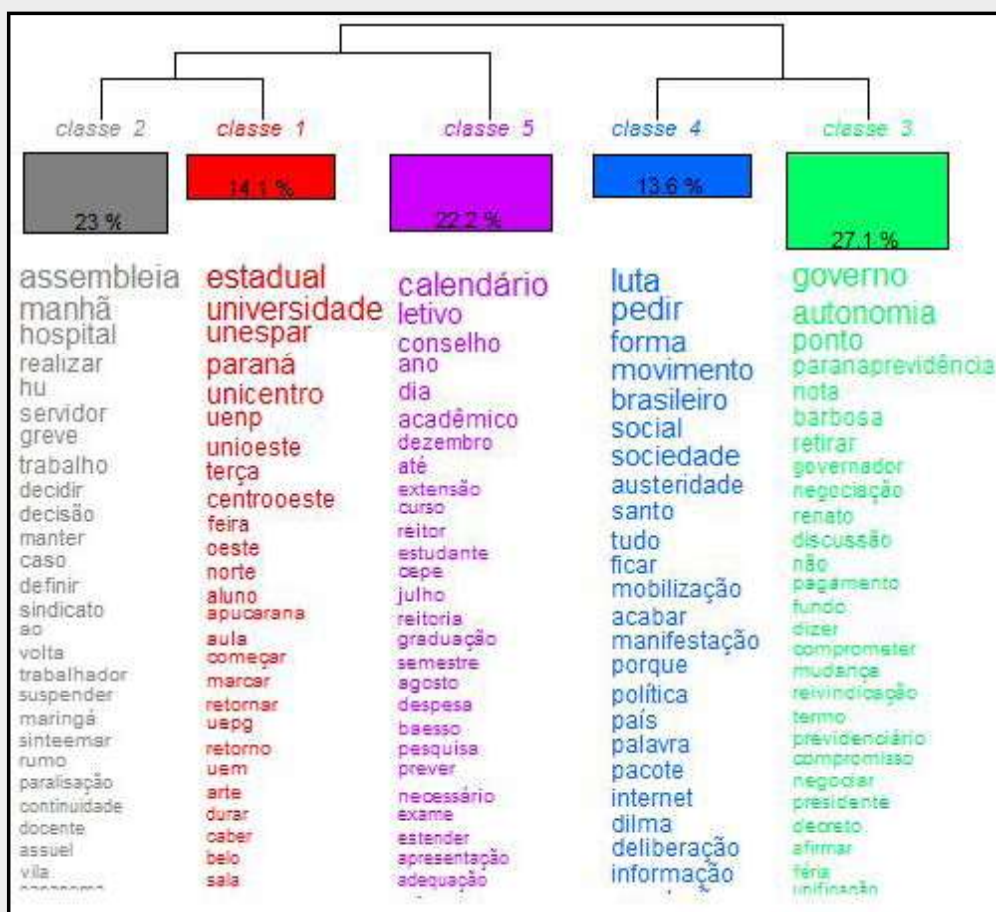 classe 2
23 %
assembleia
manhã
hospital
realizar
hu
servidor
greve
trabalho
decidir
decisão
manter
caso
definir
sindicato
ao
volta
trabalhador
suspender
maringá
sinteemar
rumo
paralisação
continuidade
docente
assuel
vila
classe 1
14.1 %
estadual
universidade
unespar
paraná
unicentro
uenp
unioeste
terça
centrooeste
feira
oeste
norte
aluno
apucarana
aula
começar
marcar
retornar
uepg
retorno
uem
arte
durar
caber
belo
sala
classe 5
22.2 %
calendário
letivo
conselho
ano
dia
acadêmico
dezembro
até
extensão
curso
reitor
estudante
cepe
julho
reitoria
graduação
semestre
agosto
despesa
baesso
pesquisa
prever
necessário
exame
estender
apresentação
adequação
classe 4
13.6 %
luta
pedir
forma
movimento
brasileiro
social
sociedade
austeridade
santo
tudo
ficar
mobilização
acabar
manifestação
porque
política
país
palavra
pacote
internet
dilma
deliberação
informação
classe 3
27.1 %
governo
autonomia
ponto
paranaprevidência
nota
barbosa
retirar
governador
negociação
renato
discussão
não
pagamento
fundo
dizer
comprometer
mudança
reivindicação
termo
previdenciário
compromisso
negociar
presidente
decreto
afirmar
féria
unificação